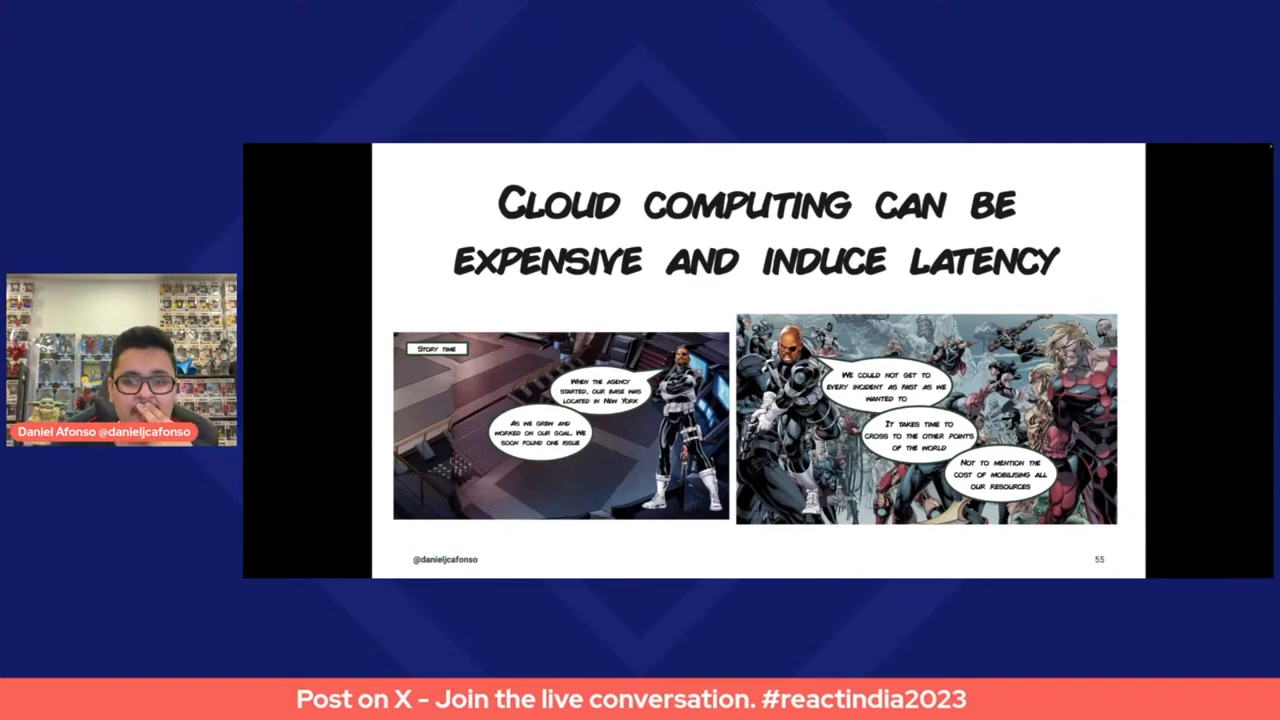 Cloud computing can be
expensive and induce latency
Story time
When the agency
started, our base was
located in New York
As we grew and
worked on our goal, we
soon found one issue
We could not get to
every incident as fast as we
wanted to
It takes time to
cross to the other points
of the world
Not to mention the
cost of mobilising all
our resources
@danieljcafonso
55
Daniel Afonso @danieljcafonso
Post on X - Join the live conversation. #reactindia2023